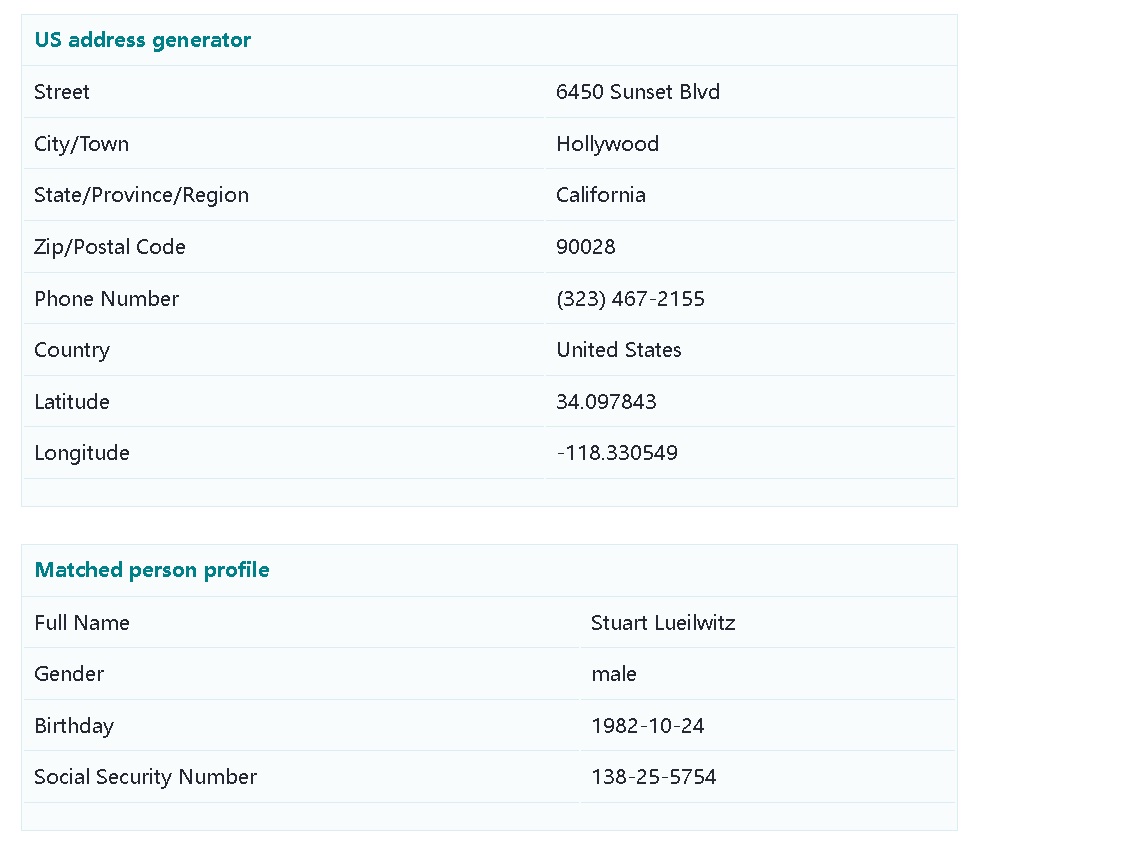 US address generator
Street 6450 Sunset Blvd
City/Town Hollywood
State/Province/Region California
Zip/Postal Code 90028
Phone Number (323) 467-2155
Country United States
Latitude 34.097843
Longitude -118.330549
Matched person profile
Full Name Stuart Lueilwitz
Gender male
Birthday 1982-10-24
Social Security Number 138-25-5754